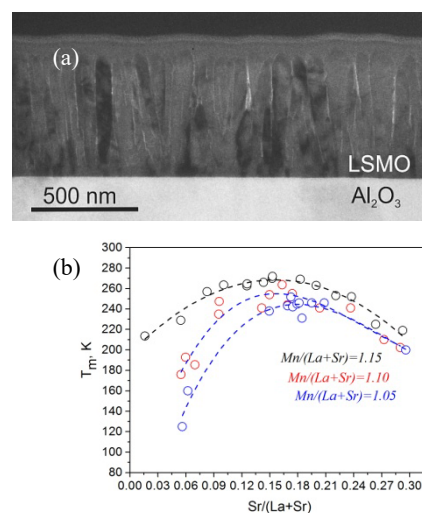 (a)
LSMO
500 nm
Al₂O₃
(b)
300
280
260
240
220
200
180
160
140
120
100
80
Tₘ, K
Mn/(La+Sr)=1.15
Mn/(La+Sr)=1.10
Mn/(La+Sr)=1.05
0.00 0.03 0.06 0.09 0.12 0.15 0.18 0.21 0.24 0.27 0.30
Sr/(La+Sr)